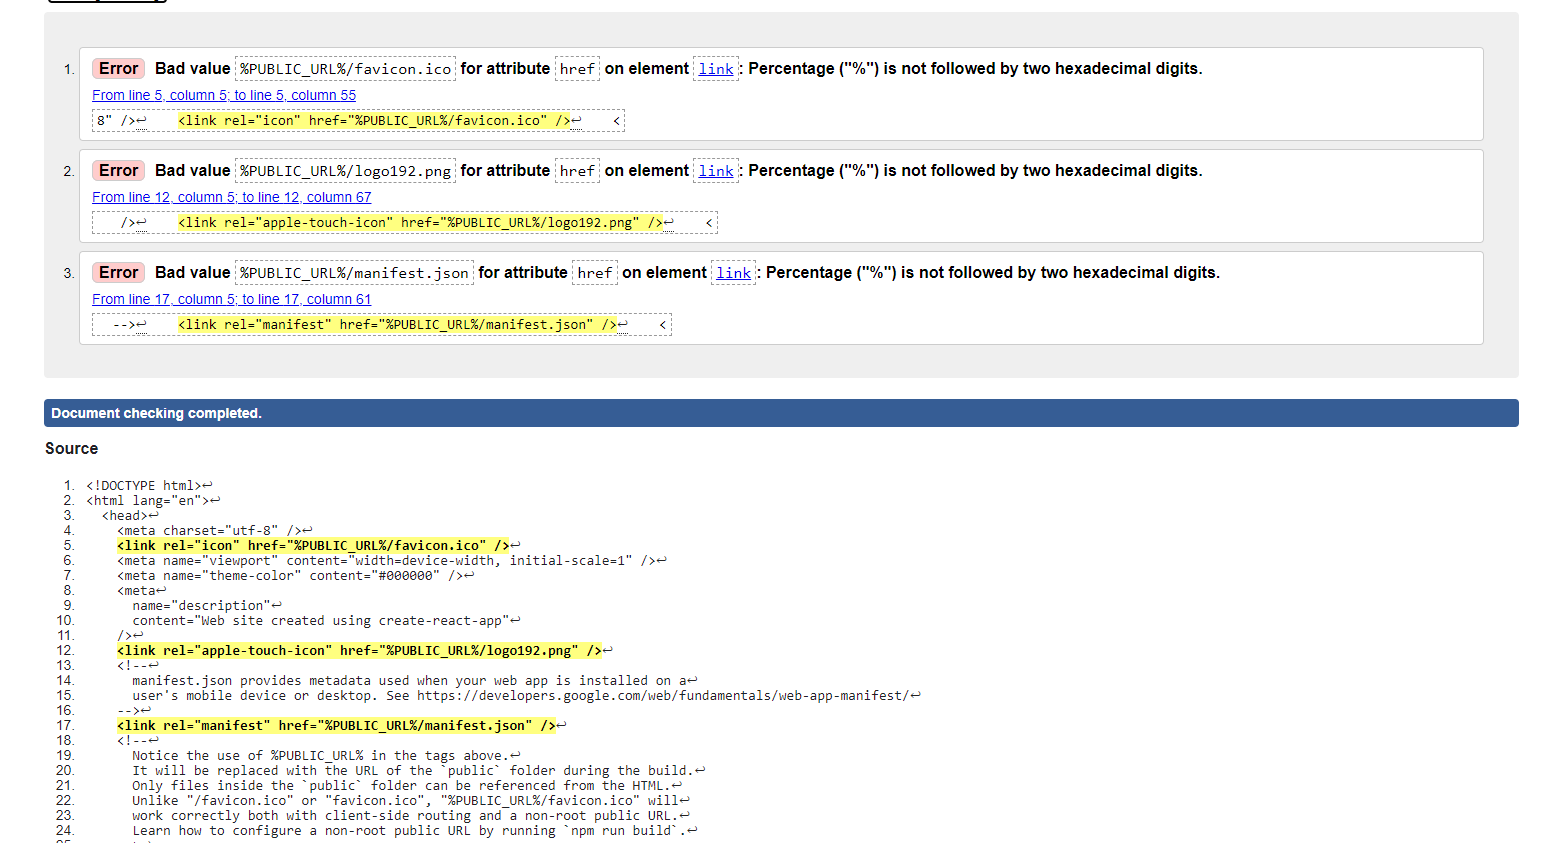 1. Error Bad value %PUBLIC_URL%/favicon.ico for attribute href on element link: Percentage ("%") is not followed by two hexadecimal digits.
From line 5, column 5; to line 5, column 55
8" />↩ <link rel="icon" href="%PUBLIC_URL%/favicon.ico" />↩ <
2. Error Bad value %PUBLIC_URL%/logo192.png for attribute href on element link: Percentage ("%") is not followed by two hexadecimal digits.
From line 12, column 5; to line 12, column 67
/>↩ <link rel="apple-touch-icon" href="%PUBLIC_URL%/logo192.png" />↩ <
3. Error Bad value %PUBLIC_URL%/manifest.json for attribute href on element link: Percentage ("%") is not followed by two hexadecimal digits.
From line 17, column 5; to line 17, column 61
-->↩ <link rel="manifest" href="%PUBLIC_URL%/manifest.json" />↩ <
Document checking completed.
Source
1. <!DOCTYPE html>↩
2. <html lang="en">↩
3. <head>↩
4. <meta charset="utf-8" />↩
5. <link rel="icon" href="%PUBLIC_URL%/favicon.ico" />↩
6. <meta name="viewport" content="width=device-width, initial-scale=1" />↩
7. <meta name="theme-color" content="#000000" />↩
8. <meta↩
9. name="description"↩
10. content="Web site created using create-react-app"↩
11. />↩
12. <link rel="apple-touch-icon" href="%PUBLIC_URL%/logo192.png" />↩
13. <!--↩
14. manifest.json provides metadata used when your web app is installed on a↩
15. user's mobile device or desktop. See https://developers.google.com/web/fundamentals/web-app-manifest/↩
16. -->↩
17. <link rel="manifest" href="%PUBLIC_URL%/manifest.json" />↩
18. <!--↩
19. Notice the use of %PUBLIC_URL% in the tags above.↩
20. It will be replaced with the URL of the `public` folder during the build.↩
21. Only files inside the `public` folder can be referenced from the HTML.↩
22. Unlike "/favicon.ico" or "favicon.ico", "%PUBLIC_URL%/favicon.ico" will↩
23. work correctly both with client-side routing and a non-root public URL.↩
24. Learn how to configure a non-root public URL by running `npm run build`.↩